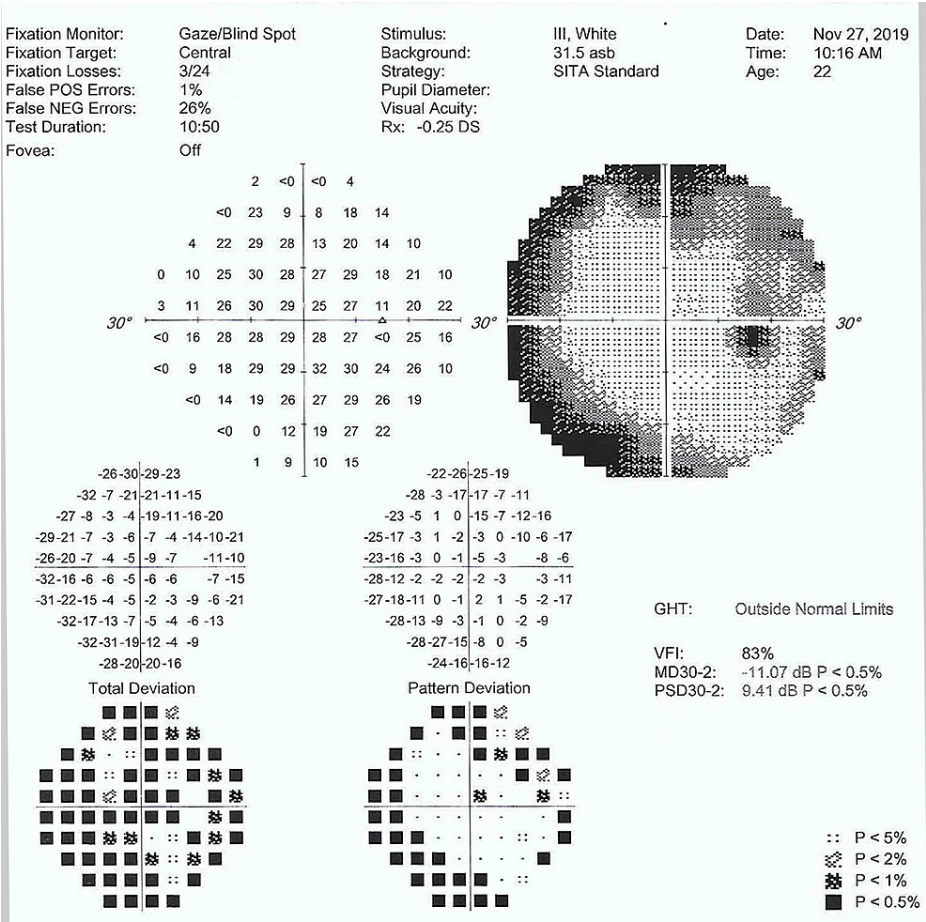 Fixation Monitor: Gaze/Blind Spot Stimulus: III, White Date: Nov 27, 2019
Fixation Target: Central Background: 31.5 asb Time: 10:16 AM
Fixation Losses: 3/24 Strategy: SITA Standard Age: 22
False POS Errors: 1% Pupil Diameter:
False NEG Errors: 26% Visual Acuity:
Test Duration: 10:50 Rx: -0.25 DS
Fovea: Off
2 <0 <0 4
<0 23 9 8 18 14
4 22 29 28 13 20 14 10
0 10 25 30 28 27 29 18 21 10
3 11 26 30 29 25 27 11 20 22
30° 30° 30°
<0 16 28 28 29 28 27 <0 25 16
<0 9 18 29 29 32 30 24 26 10
<0 14 19 26 27 29 26 19
<0 0 12 19 27 22
1 9 10 15
-26 -30 -29 -23
-32 -7 -21 -21 -11 -15
-27 -8 -3 -4 -19 -11 -16 -20
-29 -21 -7 -3 -6 -7 -4 -14 -10 -21
-26 -20 -7 -4 -5 -9 -7 -11 -10
-32 -16 -6 -6 -5 -6 -6 -7 -15
-31 -22 -15 -4 -5 -2 -3 -9 -6 -21
-32 -17 -13 -7 -5 -4 -6 -13
-32 -31 -19 -12 -4 -9
-28 -20 -20 -16
Total Deviation
-22 -26 -25 -19
-28 -3 -17 -17 -7 -11
-23 -5 1 0 -15 -7 -12 -16
-25 -17 -3 1 -2 -3 0 -10 -6 -17
-23 -16 -3 0 -1 -5 -3 -8 -6
-28 -12 -2 -2 -2 -2 -3 -3 -11
-27 -18 -11 0 -1 2 1 -5 -2 -17
-28 -13 -9 -3 -1 0 -2 -9
-28 -27 -15 -8 0 -5
-24 -16 -16 -12
Pattern Deviation
GHT: Outside Normal Limits
VFI: 83%
MD30-2: -11.07 dB P < 0.5%
PSD30-2: 9.41 dB P < 0.5%
P < 5%
P < 2%
P < 1%
P < 0.5%